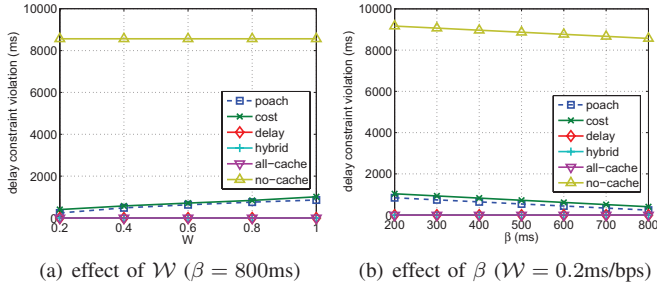 10000
8000
6000
4000
2000
0
delay constraint violation (ms)
poach
cost
delay
hybrid
all−cache
no−cache
0.2 0.4 0.6 0.8 1
W
(a) effect of W (β = 800ms)
10000
8000
6000
4000
2000
0
delay constraint violation (ms)
poach
cost
delay
hybrid
all−cache
no−cache
200 300 400 500 600 700 800
β (ms)
(b) effect of β (W = 0.2ms/bps)